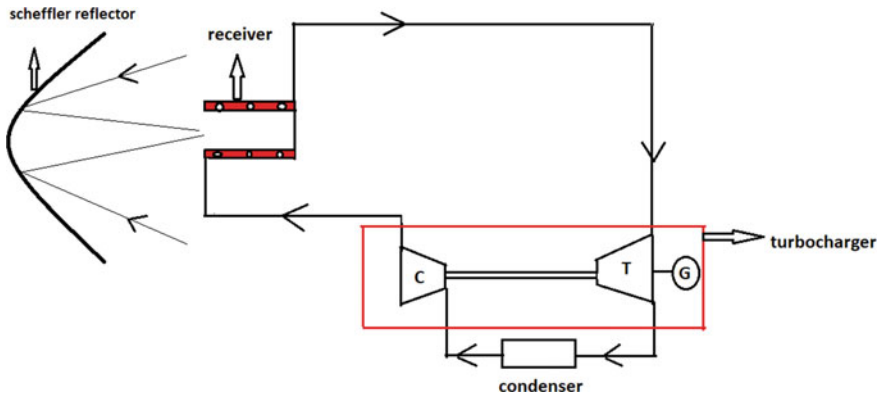 scheffler reflector
receiver
turbocharger
C
T
G
condenser